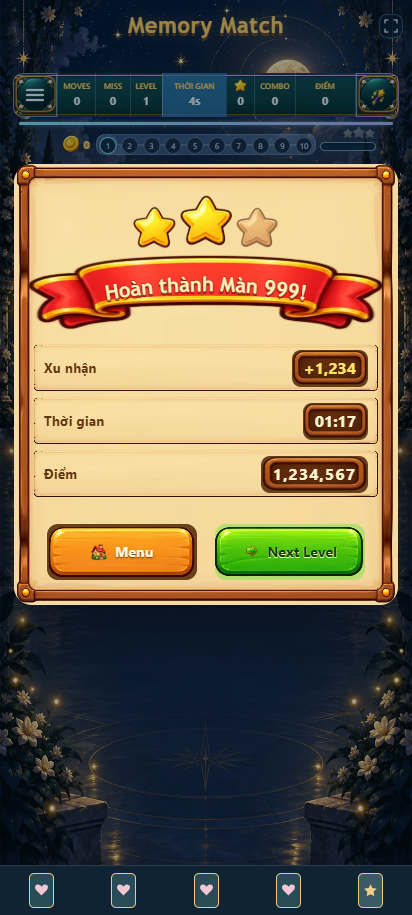 Memory Match
MOVES MISS LEVEL THỜI GIAN COMBO ĐIỂM
0 0 1 4s 0 0 0
0 1 2 3 4 5 6 7 8 9 10
Hoàn thành Màn 999!
Xu nhận +1,234
Thời gian 01:17
Điểm 1,234,567
Menu Next Level